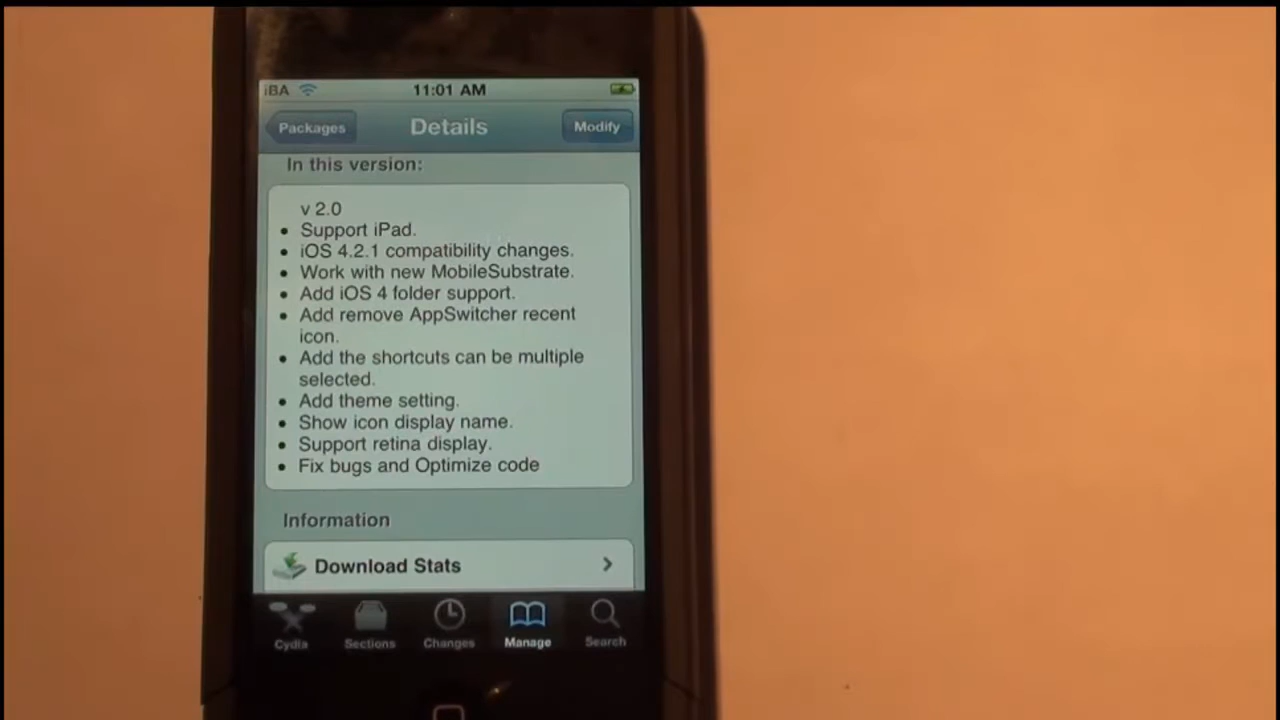 iBA 11:01 AM
Packages Details Modify
In this version:
v 2.0
• Support iPad.
• iOS 4.2.1 compatibility changes.
• Work with new MobileSubstrate.
• Add iOS 4 folder support.
• Add remove AppSwitcher recent
icon.
• Add the shortcuts can be multiple
selected.
• Add theme setting.
• Show icon display name.
• Support retina display.
• Fix bugs and Optimize code
Information
Download Stats
Cydia Sections Changes Manage Search